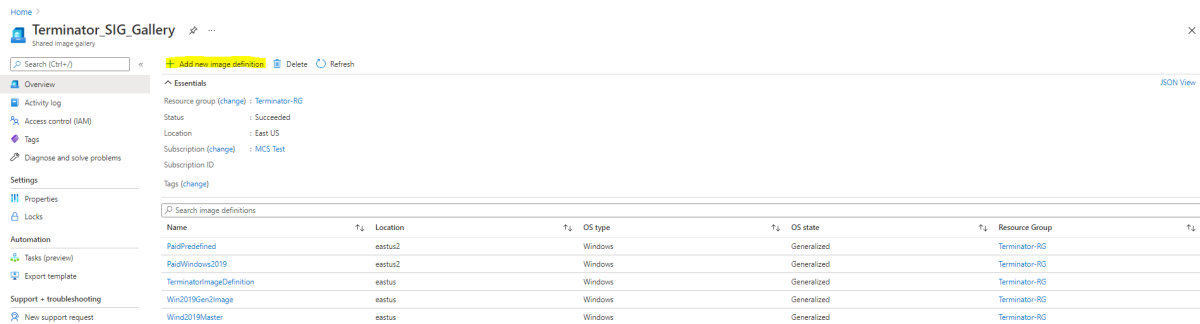 Home >
Terminator_SIG_Gallery ...
Shared image gallery
Search (Ctrl+/) «
Overview
Activity log
Access control (IAM)
Tags
Diagnose and solve problems
Settings
Properties
Locks
Automation
Tasks (preview)
Export template
Support + troubleshooting
New support request
+ Add new image definition Delete Refresh
Essentials JSON View
Resource group (change) : Terminator-RG
Status : Succeeded
Location : East US
Subscription (change) : MCS Test
Subscription ID
Tags (change)
Search image definitions
Name Location OS type OS state Resource Group
PaidPredefined eastus2 Windows Generalized Terminator-RG
PaidWindows2019 eastus2 Windows Generalized Terminator-RG
TerminatorImageDefinition eastus Windows Generalized Terminator-RG
Win2019Gen2Image eastus Windows Generalized Terminator-RG
Wind2019Master eastus Windows Generalized Terminator-RG